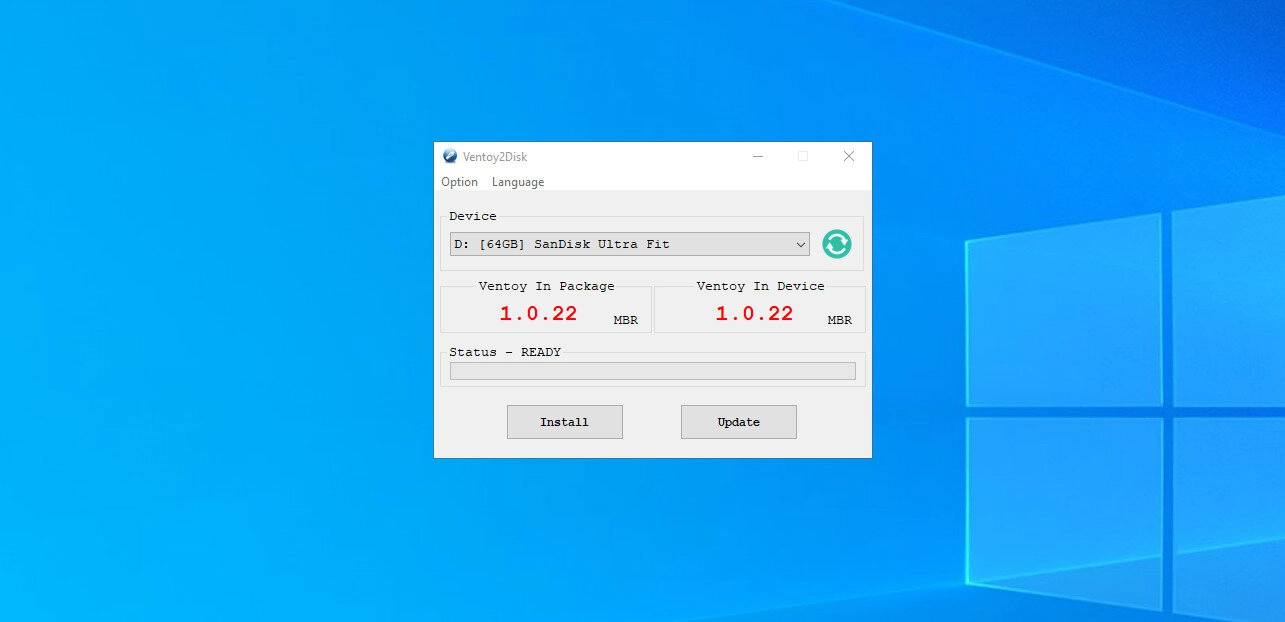 Ventoy2Disk
Option Language
Device
D: [64GB] SanDisk Ultra Fit
Ventoy In Package Ventoy In Device
1.0.22 MBR 1.0.22 MBR
Status - READY
Install Update